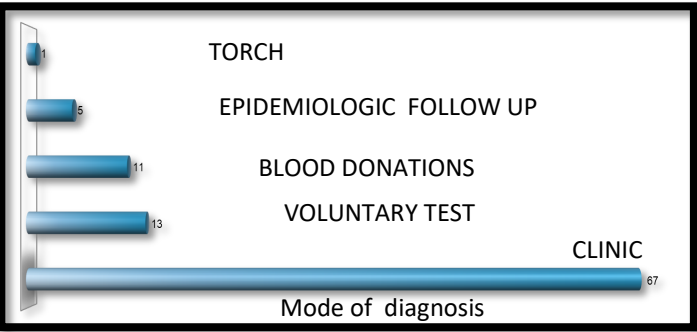 TORCH
1
EPIDEMIOLOGIC FOLLOW UP
5
BLOOD DONATIONS
11
VOLUNTARY TEST
13
CLINIC
67
Mode of diagnosis